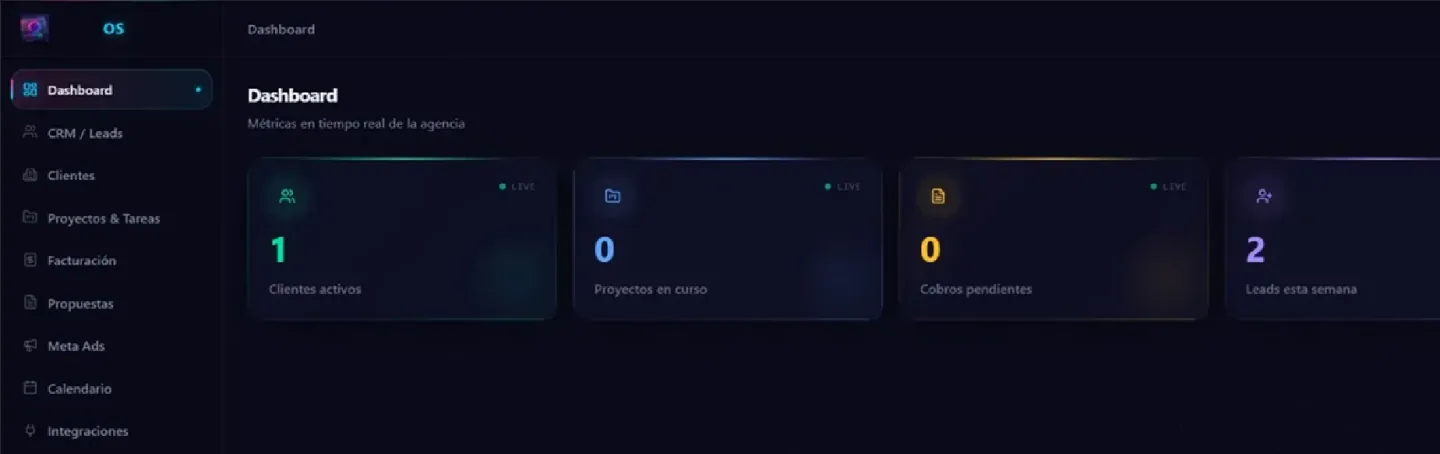 OS
Dashboard
Dashboard
CRM / Leads
Clientes
Proyectos & Tareas
Facturación
Propuestas
Meta Ads
Calendario
Integraciones
Dashboard
Métricas en tiempo real de la agencia
LIVE
1
Clientes activos
LIVE
0
Proyectos en curso
LIVE
0
Cobros pendientes
2
Leads esta semana